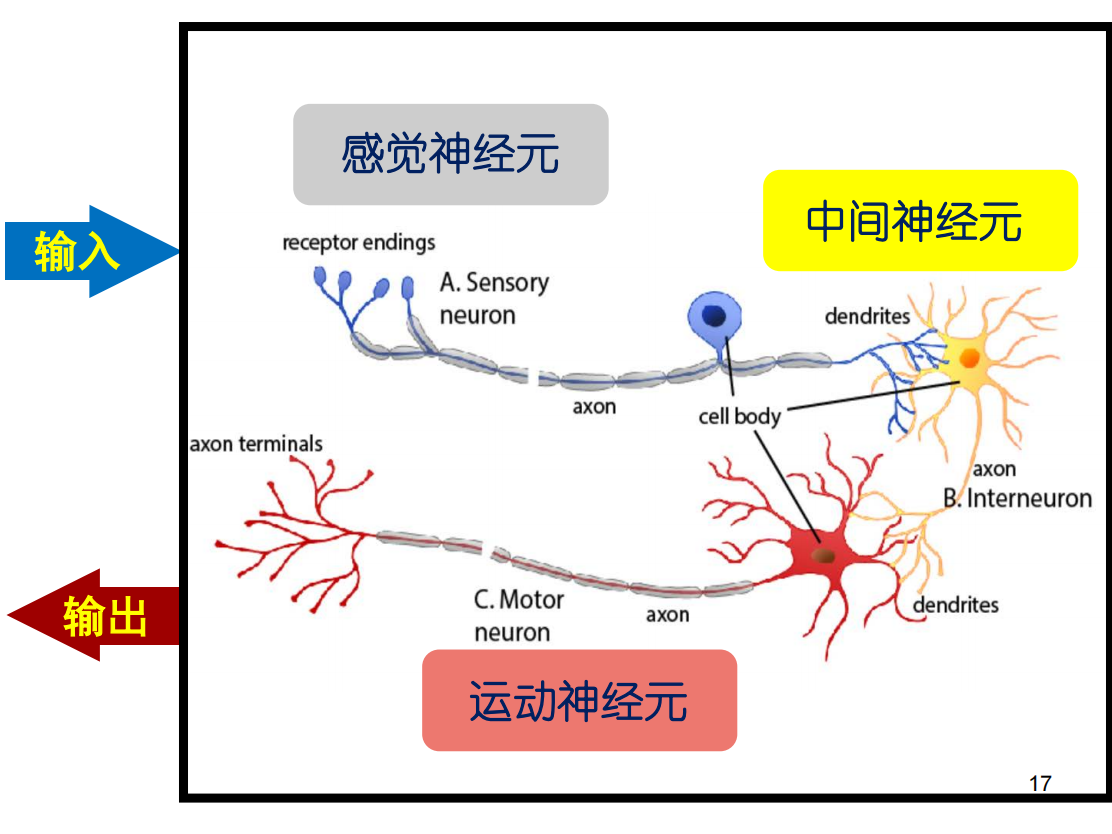 感觉神经元
中间神经元
输入
receptor endings
A. Sensory
neuron
dendrites
axon
cell body
axon terminals
axon
B. Interneuron
输出
C. Motor
neuron
axon
dendrites
运动神经元
17